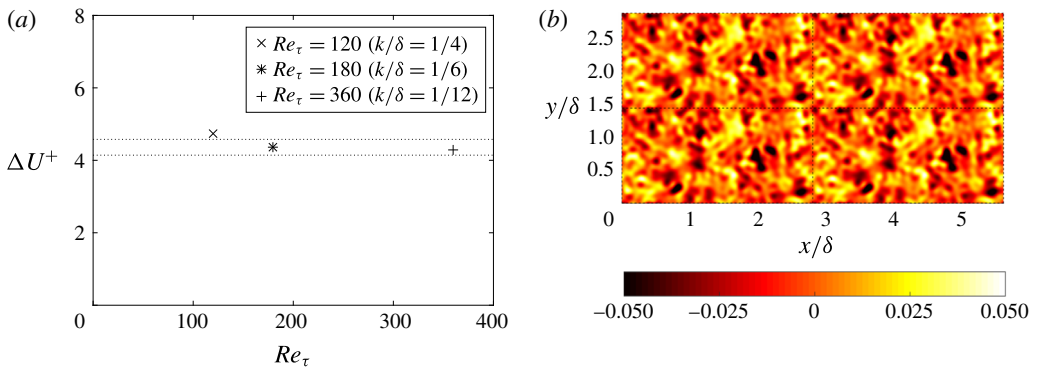 (a)
8
6
4
2
0
ΔU⁺
× Reτ = 120 (k/δ = 1/4)
∗ Reτ = 180 (k/δ = 1/6)
+ Reτ = 360 (k/δ = 1/12)
100 200 300 400
Reτ
(b)
2.5
2.0
1.5
1.0
0.5
0
y/δ
1 2 3 4 5
x/δ
−0.050 −0.025 0 0.025 0.050